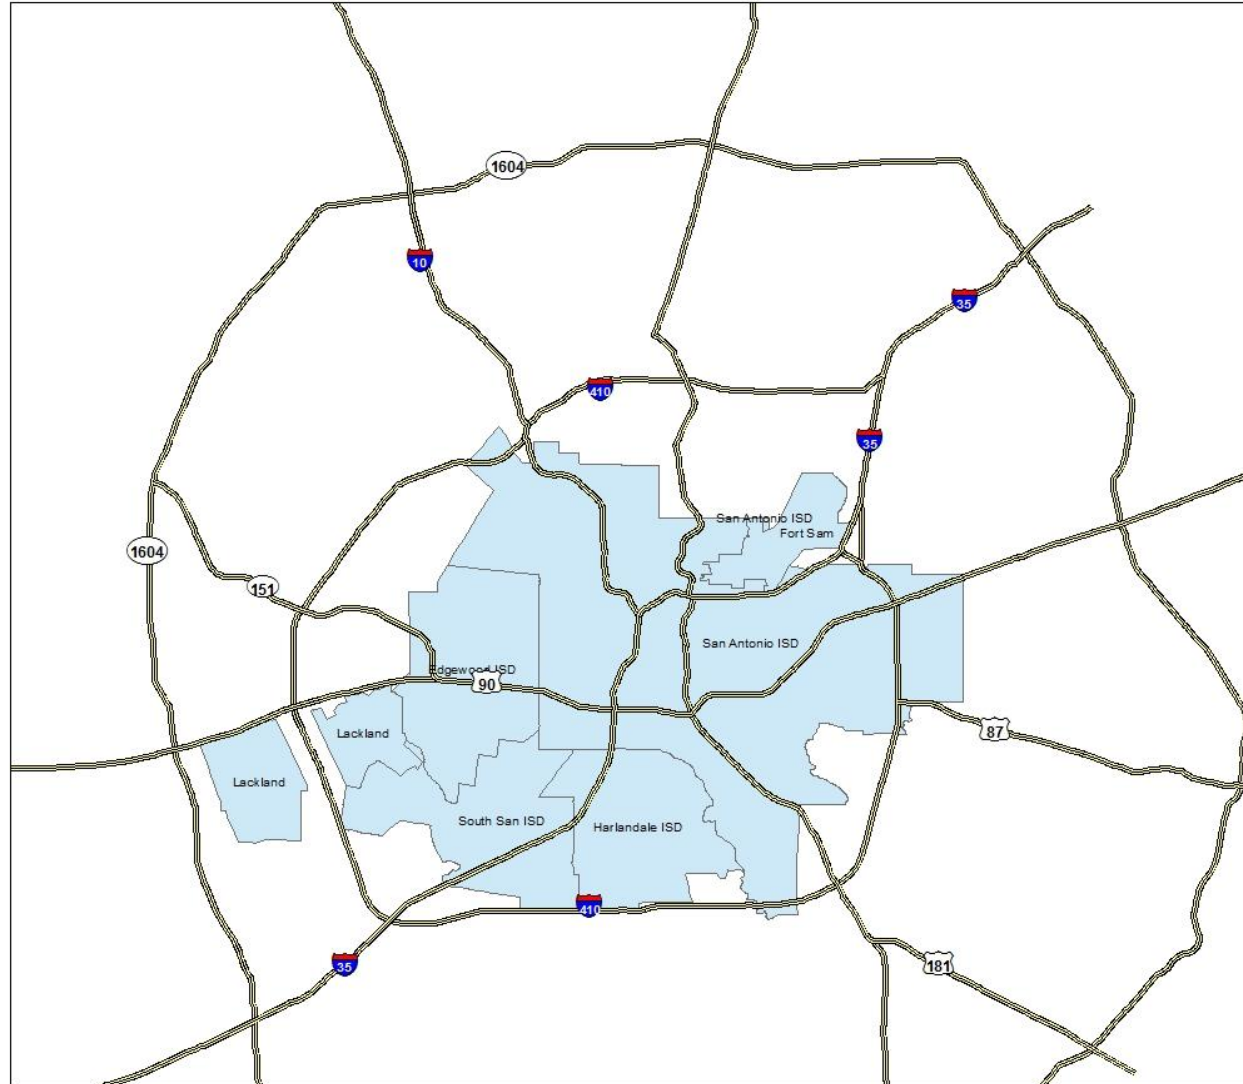 1604
10
35
410
35
San Antonio ISD
Fort Sam
1604
151
San Antonio ISD
Edgewood ISD
90
87
Lackland
Lackland
South San ISD
Harlandale ISD
410
35
181